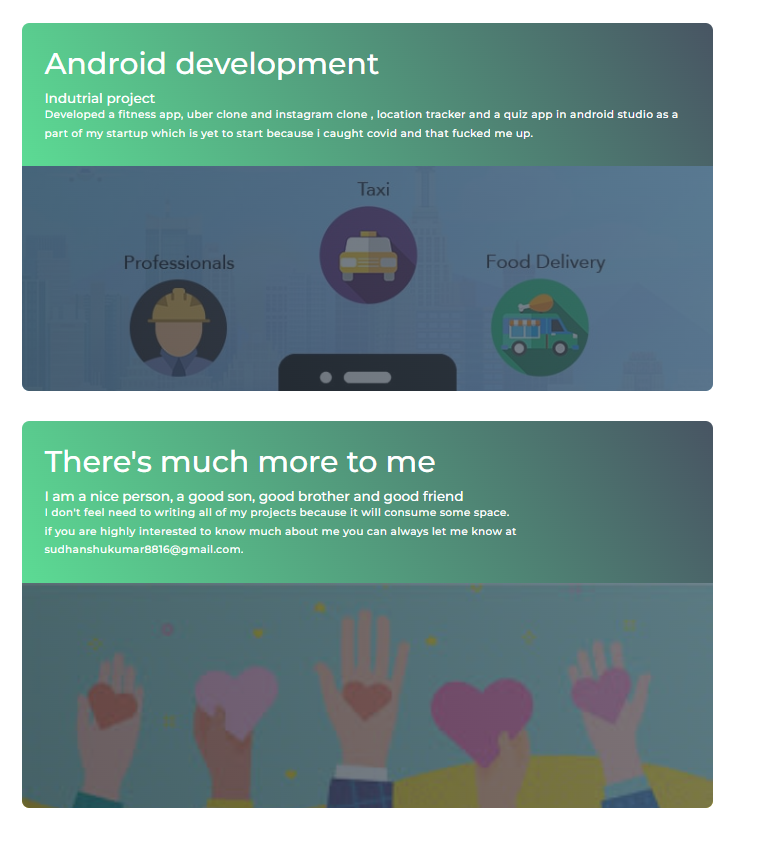 Android development
Indutrial project
Developed a fitness app, uber clone and instagram clone , location tracker and a quiz app in android studio as a
part of my startup which is yet to start because i caught covid and that fucked me up.
Taxi
Professionals
Food Delivery
There's much more to me
I am a nice person, a good son, good brother and good friend
I don't feel need to writing all of my projects because it will consume some space.
if you are highly interested to know much about me you can always let me know at
sudhanshukumar8816@gmail.com.